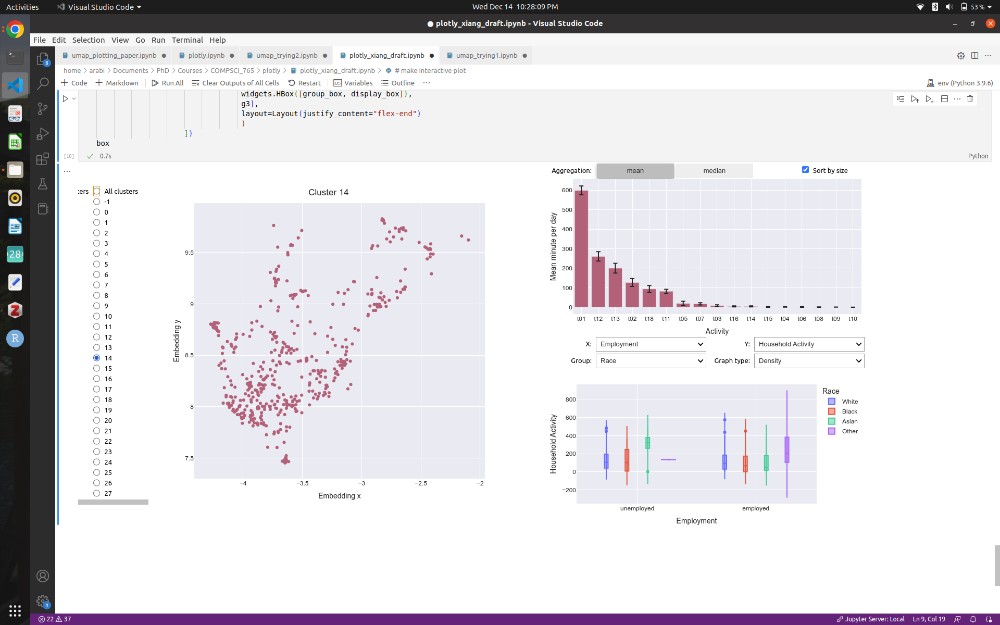 Activities
Visual Studio Code
Wed Dec 14 10:28:09 PM
53 %
● plotly_xiang_draft.ipynb - Visual Studio Code
File Edit Selection View Go Run Terminal Help
umap_plotting_paper.ipynb
plotly.ipynb
umap_trying2.ipynb
plotly_xiang_draft.ipynb
umap_trying1.ipynb
home > arabi > Documents > PhD > Courses > COMPSCI_765 > plotly > plotly_xiang_draft.ipynb > # make interactive plot
+ Code + Markdown Run All Clear Outputs of All Cells Restart Variables Outline ...
env (Python 3.9.6)
widgets.HBox([group_box, display_box]),
g3],
layout=Layout(justify_content="flex-end")
)
])
box
[10]
0.7s
Python
...
:ers
All clusters
-1
0
1
2
3
4
5
6
7
8
9
10
11
12
13
14
15
16
17
18
19
20
21
22
23
24
25
26
27
Cluster 14
9.5
9
8.5
8
7.5
Embedding y
−4 −3.5 −3 −2.5 −2
Embedding x
Aggregation: mean median Sort by size
600
500
400
300
200
100
0
Mean minute per day
t01 t12 t13 t02 t18 t11 t05 t07 t03 t16 t14 t15 t04 t06 t08 t09 t10
Activity
X: Employment Y: Household Activity
Group: Race Graph type: Density
800
600
400
200
0
−200
Household Activity
unemployed employed
Employment
Race
White
Black
Asian
Other
5
28
Z
R
1
22 37
Jupyter Server: Local Ln 9, Col 19